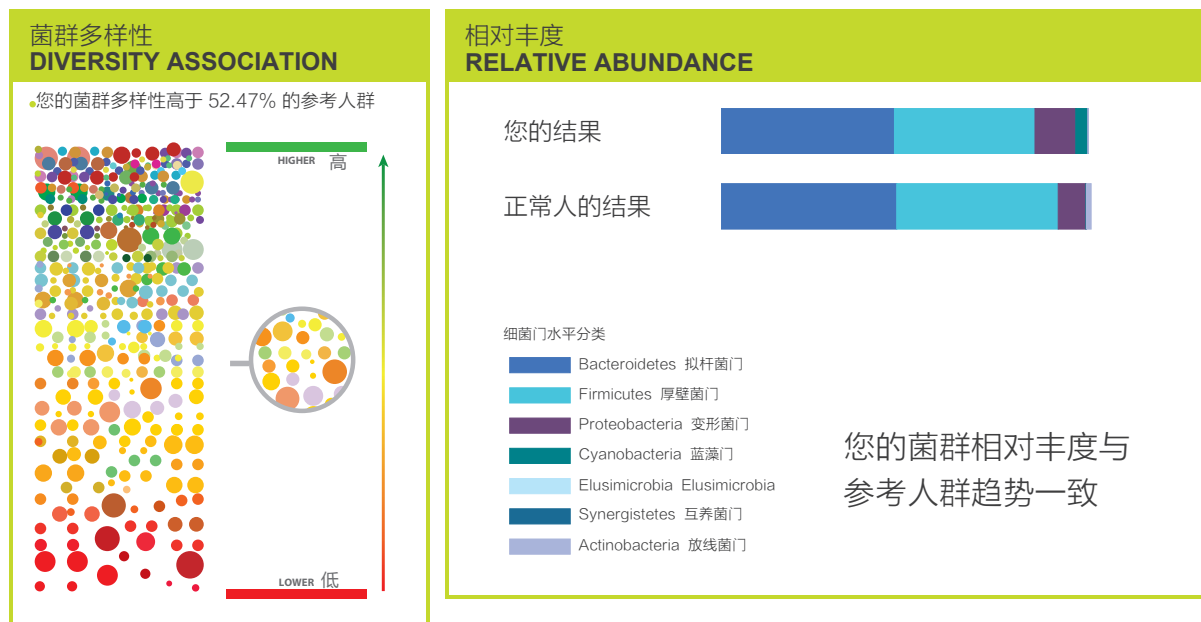 菌群多样性
DIVERSITY ASSOCIATION
您的菌群多样性高于 52.47% 的参考人群
HIGHER 高
LOWER 低
相对丰度
RELATIVE ABUNDANCE
您的结果
正常人的结果
细菌门水平分类
Bacteroidetes 拟杆菌门
Firmicutes 厚壁菌门
Proteobacteria 变形菌门
Cyanobacteria 蓝藻门
Elusimicrobia Elusimicrobia
Synergistetes 互养菌门
Actinobacteria 放线菌门
您的菌群相对丰度与
参考人群趋势一致